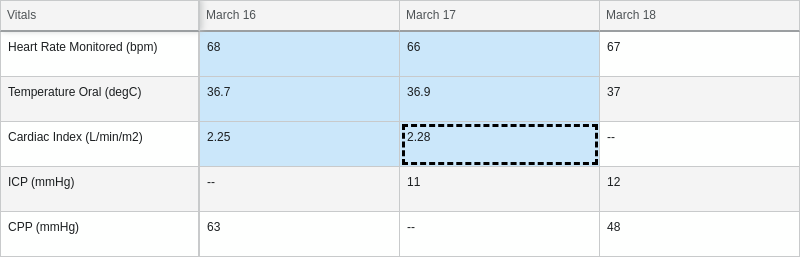 Vitals March 16 March 17 March 18
Heart Rate Monitored (bpm) 68 66 67
Temperature Oral (degC) 36.7 36.9 37
Cardiac Index (L/min/m2) 2.25 2.28 --
ICP (mmHg) -- 11 12
CPP (mmHg) 63 -- 48